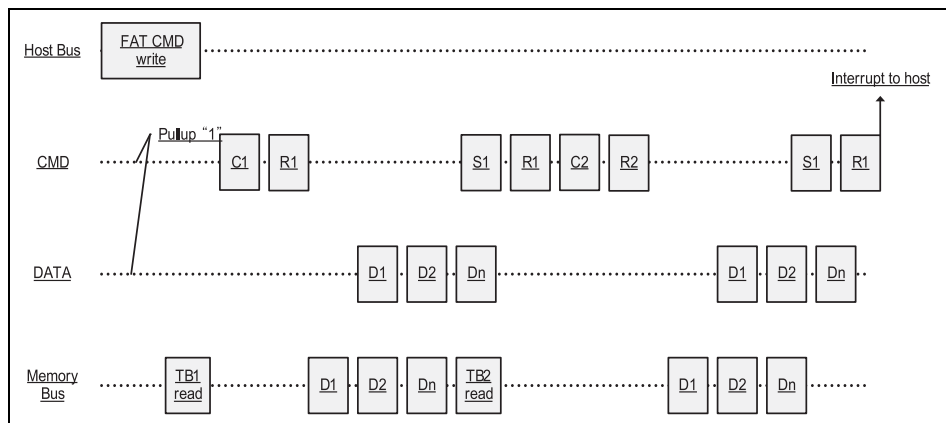 Host Bus
FAT CMD
write
Interrupt to host
Pullup "1"
CMD
C1
R1
S1
R1
C2
R2
S1
R1
DATA
D1
D2
Dn
D1
D2
Dn
Memory
Bus
TB1
read
D1
D2
Dn
TB2
read
D1
D2
Dn